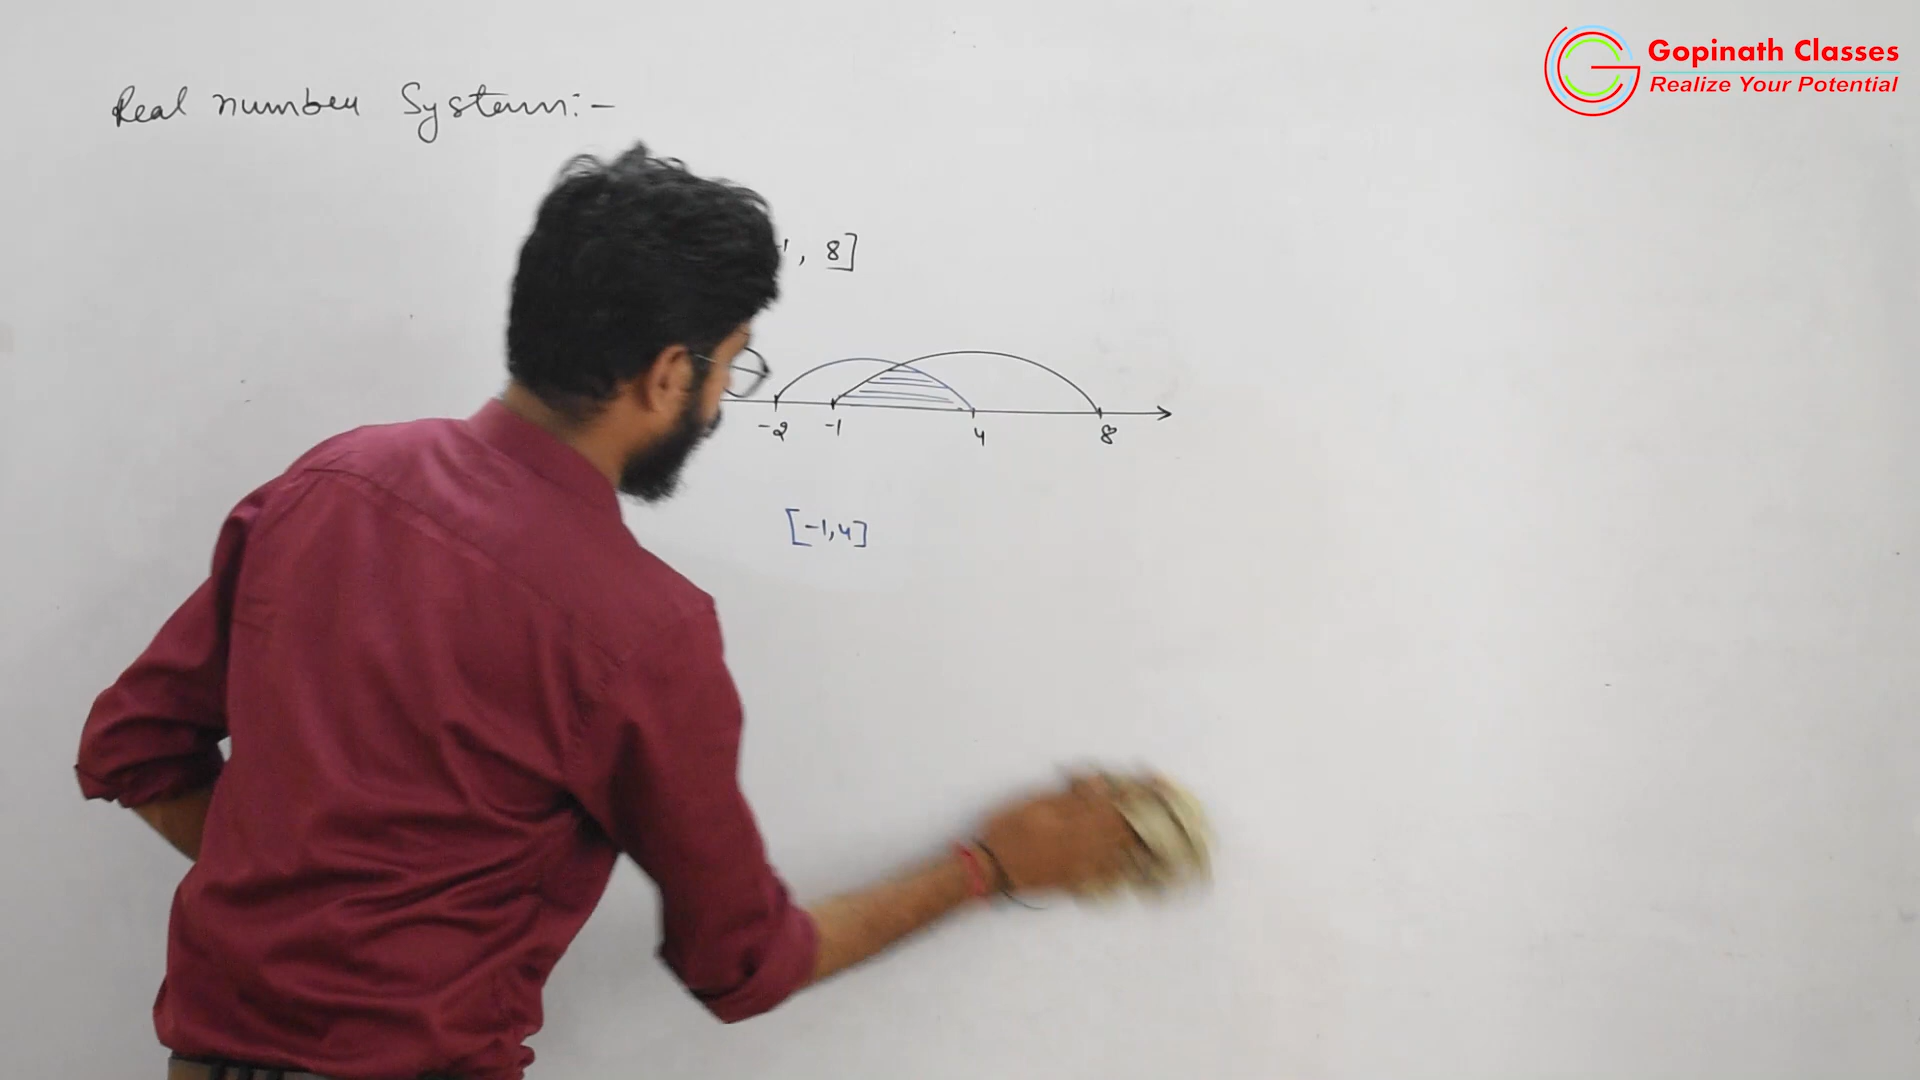 Gopinath Classes
Realize Your Potential
Real number System:-
, 8]
-2 -1 4 8
[-1,4]